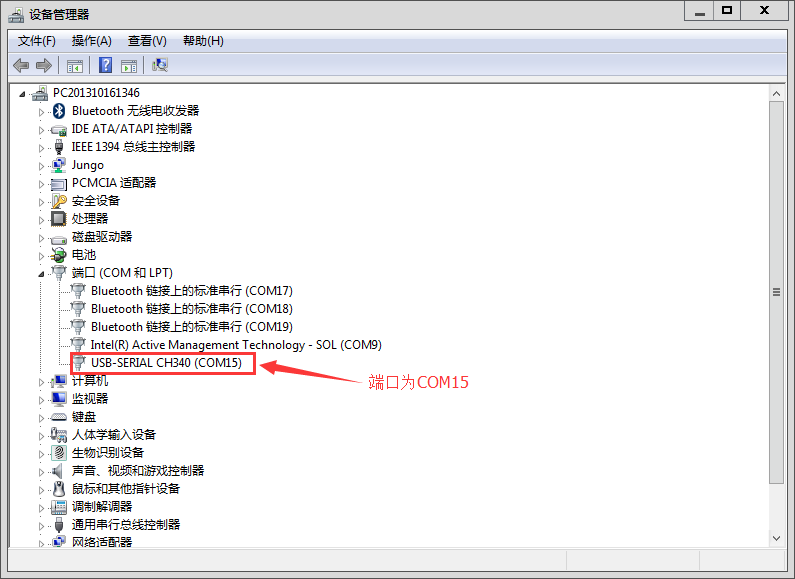 设备管理器
文件(F) 操作(A) 查看(V) 帮助(H)
PC201310161346
Bluetooth 无线电收发器
IDE ATA/ATAPI 控制器
IEEE 1394 总线主控制器
Jungo
PCMCIA 适配器
安全设备
处理器
磁盘驱动器
电池
端口 (COM 和 LPT)
Bluetooth 链接上的标准串行 (COM17)
Bluetooth 链接上的标准串行 (COM18)
Bluetooth 链接上的标准串行 (COM19)
Intel(R) Active Management Technology - SOL (COM9)
USB-SERIAL CH340 (COM15)
端口为COM15
计算机
监视器
键盘
人体学输入设备
生物识别设备
声音、视频和游戏控制器
鼠标和其他指针设备
调制解调器
通用串行总线控制器
网络适配器